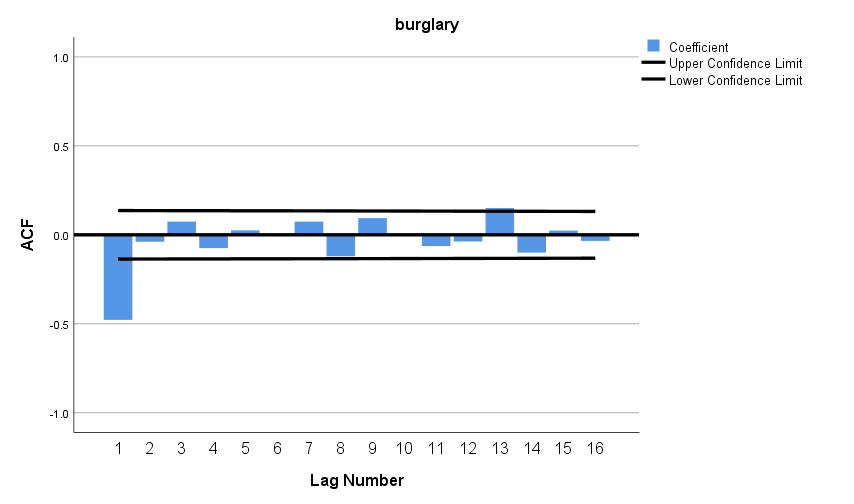 burglary
Coefficient
Upper Confidence Limit
Lower Confidence Limit
1.0
0.5
0.0
-0.5
-1.0
ACF
1 2 3 4 5 6 7 8 9 10 11 12 13 14 15 16
Lag Number